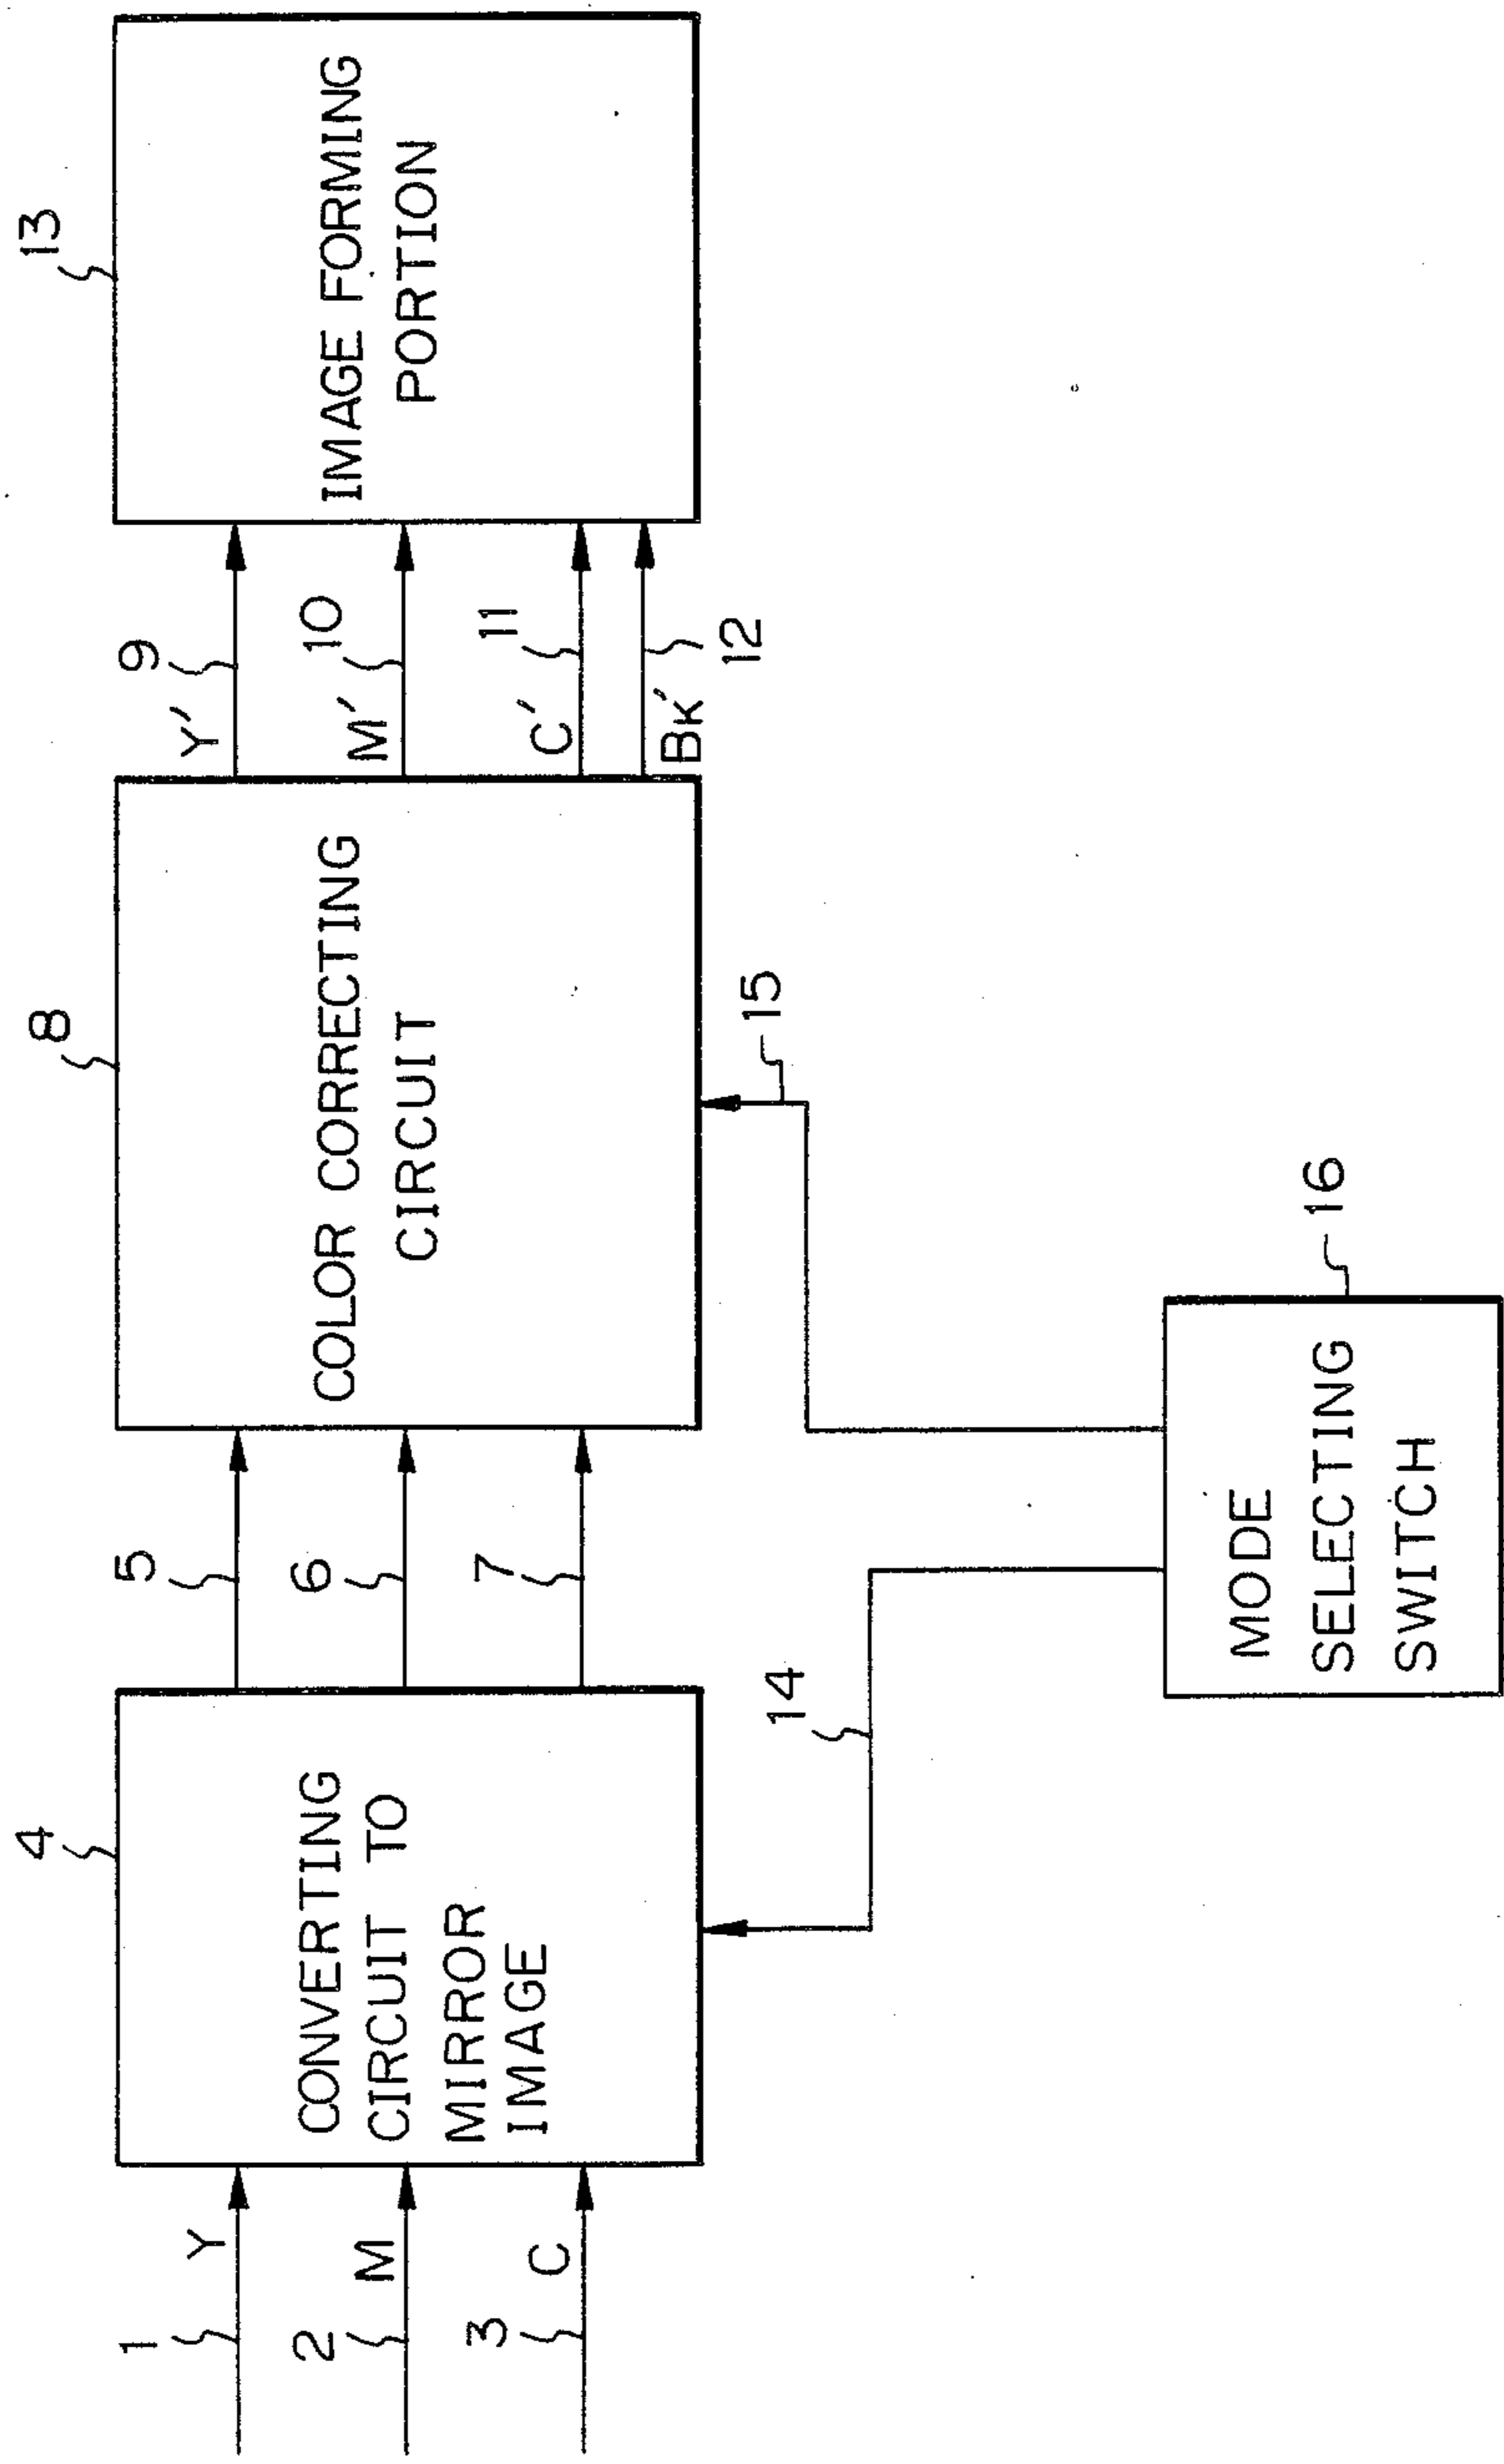 1
Y
2
M
3
C
4
CONVERTING
CIRCUIT TO
MIRROR
IMAGE
5
6
7
8
COLOR CORRECTING
CIRCUIT
9
Y'
10
M'
11
C'
12
BK'
13
IMAGE FORMING
PORTION
14
15
16
MODE
SELECTING
SWITCH